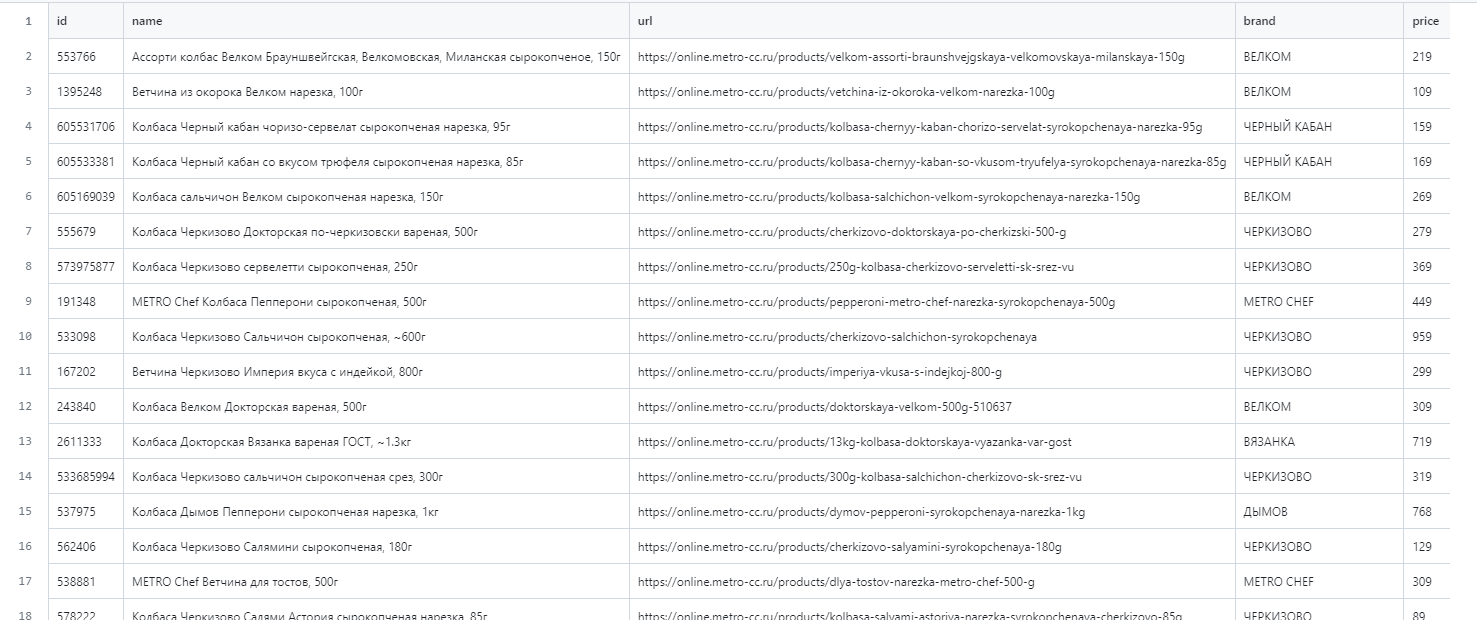 1 id name url brand price
2 553766 Ассорти колбас Велком Брауншвейгская, Велкомовская, Миланская сырокопченое, 150г https://online.metro-cc.ru/products/velkom-assorti-braunshvejgskaya-velkomovskaya-milanskaya-150g ВЕЛКОМ 219
3 1395248 Ветчина из окорока Велком нарезка, 100г https://online.metro-cc.ru/products/vetchina-iz-okoroka-velkom-narezka-100g ВЕЛКОМ 109
4 605531706 Колбаса Черный кабан чоризо-сервелат сырокопченая нарезка, 95г https://online.metro-cc.ru/products/kolbasa-chernyy-kaban-chorizo-servelat-syrokopchenaya-narezka-95g ЧЕРНЫЙ КАБАН 159
5 605533381 Колбаса Черный кабан со вкусом трюфеля сырокопченая нарезка, 85г https://online.metro-cc.ru/products/kolbasa-chernyy-kaban-so-vkusom-tryufelya-syrokopchenaya-narezka-85g ЧЕРНЫЙ КАБАН 169
6 605169039 Колбаса сальчичон Велком сырокопченая нарезка, 150г https://online.metro-cc.ru/products/kolbasa-salchichon-velkom-syrokopchenaya-narezka-150g ВЕЛКОМ 269
7 555679 Колбаса Черкизово Докторская по-черкизовски вареная, 500г https://online.metro-cc.ru/products/cherkizovo-doktorskaya-po-cherkizski-500-g ЧЕРКИЗОВО 279
8 573975877 Колбаса Черкизово сервелетти сырокопченая, 250г https://online.metro-cc.ru/products/250g-kolbasa-cherkizovo-serveletti-sk-srez-vu ЧЕРКИЗОВО 369
9 191348 METRO Chef Колбаса Пепперони сырокопченая, 500г https://online.metro-cc.ru/products/pepperoni-metro-chef-narezka-syrokopchenaya-500g METRO CHEF 449
10 533098 Колбаса Черкизово Сальчичон сырокопченая, ~600г https://online.metro-cc.ru/products/cherkizovo-salchichon-syrokopchenaya ЧЕРКИЗОВО 959
11 167202 Ветчина Черкизово Империя вкуса с индейкой, 800г https://online.metro-cc.ru/products/imperiya-vkusa-s-indejkoj-800-g ЧЕРКИЗОВО 299
12 243840 Колбаса Велком Докторская вареная, 500г https://online.metro-cc.ru/products/doktorskaya-velkom-500g-510637 ВЕЛКОМ 309
13 2611333 Колбаса Докторская Вязанка вареная ГОСТ, ~1.3кг https://online.metro-cc.ru/products/13kg-kolbasa-doktorskaya-vyazanka-var-gost ВЯЗАНКА 719
14 533685994 Колбаса Черкизово сальчичон сырокопченая срез, 300г https://online.metro-cc.ru/products/300g-kolbasa-salchichon-cherkizovo-sk-srez-vu ЧЕРКИЗОВО 319
15 537975 Колбаса Дымов Пепперони сырокопченая нарезка, 1кг https://online.metro-cc.ru/products/dymov-pepperoni-syrokopchenaya-narezka-1kg ДЫМОВ 768
16 562406 Колбаса Черкизово Салямини сырокопченая, 180г https://online.metro-cc.ru/products/cherkizovo-salyamini-syrokopchenaya-180g ЧЕРКИЗОВО 129
17 538881 METRO Chef Ветчина для тостов, 500г https://online.metro-cc.ru/products/dlya-tostov-narezka-metro-chef-500-g METRO CHEF 309
18 578222 Колбаса Черкизово Салями Астория сырокопченая нарезка, 85г https://online.metro-cc.ru/products/kolbasa-salyami-astoriya-narezka-syrokopchenaya-cherkizovo-85g ЧЕРКИЗОВО 89